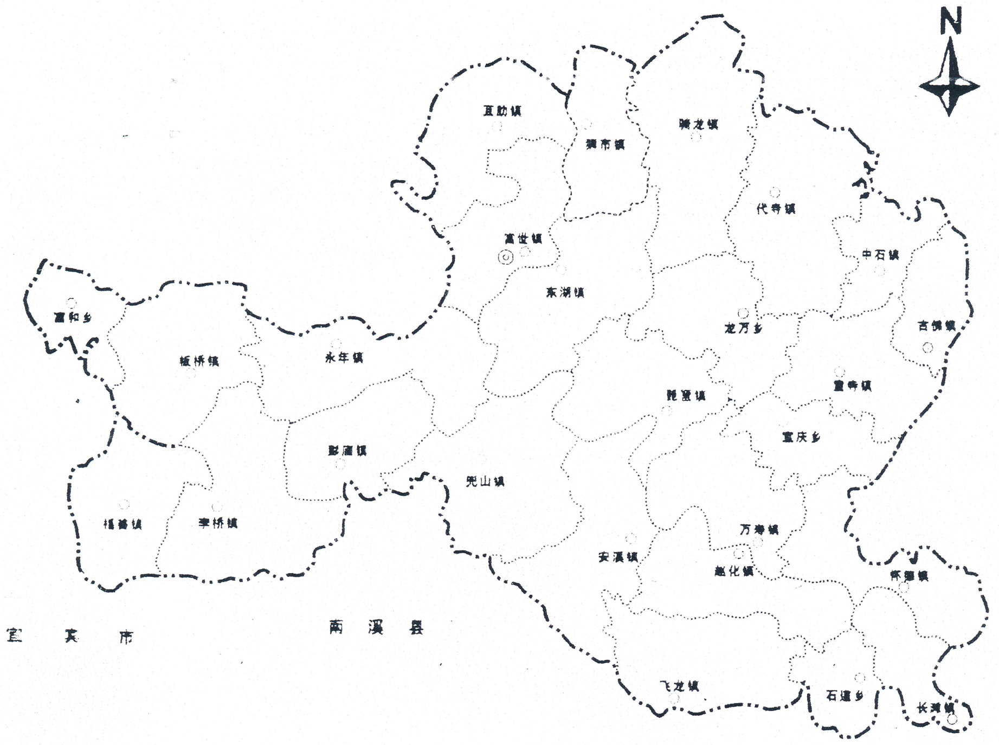 N
互助镇
狮市镇
骑龙镇
代寺镇
富世镇
中石镇
东湖镇
富和乡
龙万乡
古佛镇
板桥镇
永年镇
童寺镇
琵琶镇
宝庆乡
彭庙镇
兜山镇
福善镇
李桥镇
万寿镇
安溪镇
赵化镇
怀德镇
宜宾市
南溪县
飞龙镇
石道乡
长滩镇